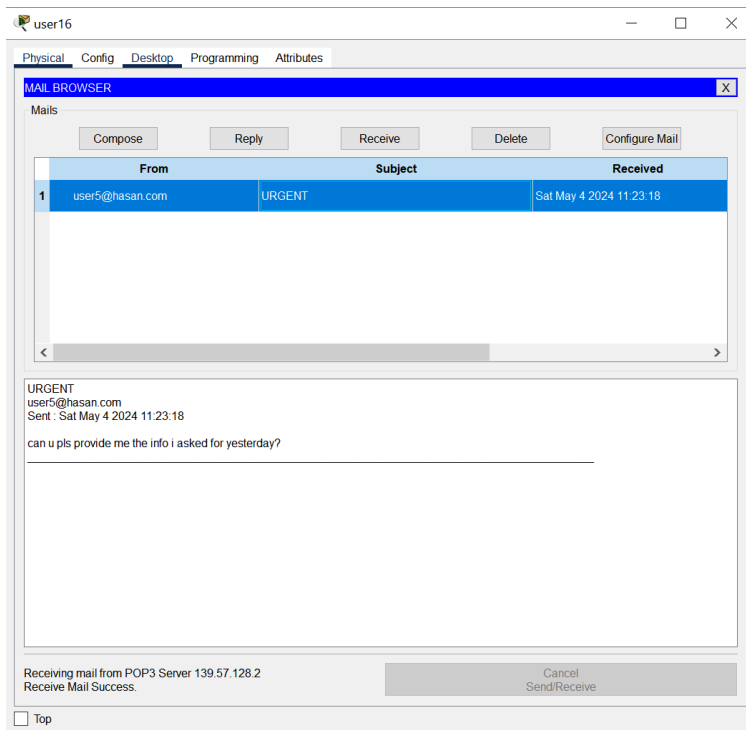 user16
Physical Config Desktop Programming Attributes
MAIL BROWSER X
Mails
Compose Reply Receive Delete Configure Mail
From Subject Received
1 user5@hasan.com URGENT Sat May 4 2024 11:23:18
URGENT
user5@hasan.com
Sent : Sat May 4 2024 11:23:18
can u pls provide me the info i asked for yesterday?
Receiving mail from POP3 Server 139.57.128.2
Receive Mail Success.
Cancel
Send/Receive
Top